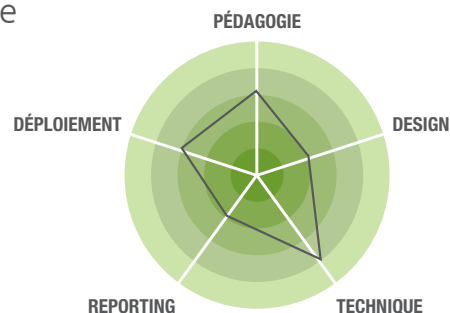 e
PÉDAGOGIE
DÉPLOIEMENT
DESIGN
REPORTING
TECHNIQUE